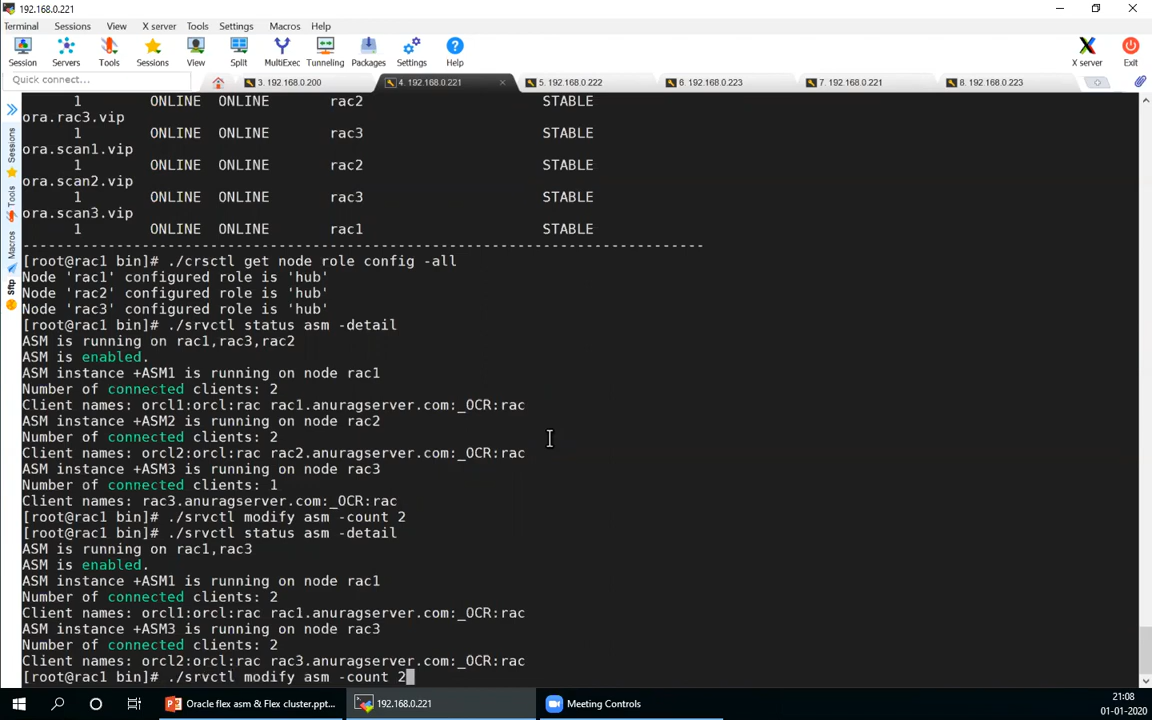 192.168.0.221
Terminal Sessions View X server Tools Settings Macros Help
Session Servers Tools Sessions View Split MultiExec Tunneling Packages Settings Help X server Exit
Quick connect... 3. 192.168.0.200 4. 192.168.0.221 5. 192.168.0.222 6. 192.168.0.223 7. 192.168.0.221 8. 192.168.0.223
Sessions
Tools
Macros
Sftp
1 ONLINE ONLINE rac2 STABLE
ora.rac3.vip
1 ONLINE ONLINE rac3 STABLE
ora.scan1.vip
1 ONLINE ONLINE rac2 STABLE
ora.scan2.vip
1 ONLINE ONLINE rac3 STABLE
ora.scan3.vip
1 ONLINE ONLINE rac1 STABLE
--------------------------------------------------------------------------------
[root@rac1 bin]# ./crsctl get node role config -all
Node 'rac1' configured role is 'hub'
Node 'rac2' configured role is 'hub'
Node 'rac3' configured role is 'hub'
[root@rac1 bin]# ./srvctl status asm -detail
ASM is running on rac1,rac3,rac2
ASM is enabled.
ASM instance +ASM1 is running on node rac1
Number of connected clients: 2
Client names: orcl1:orcl:rac rac1.anuragserver.com:_OCR:rac
ASM instance +ASM2 is running on node rac2
Number of connected clients: 2
Client names: orcl2:orcl:rac rac2.anuragserver.com:_OCR:rac
ASM instance +ASM3 is running on node rac3
Number of connected clients: 1
Client names: rac3.anuragserver.com:_OCR:rac
[root@rac1 bin]# ./srvctl modify asm -count 2
[root@rac1 bin]# ./srvctl status asm -detail
ASM is running on rac1,rac3
ASM is enabled.
ASM instance +ASM1 is running on node rac1
Number of connected clients: 2
Client names: orcl1:orcl:rac rac1.anuragserver.com:_OCR:rac
ASM instance +ASM3 is running on node rac3
Number of connected clients: 2
Client names: orcl2:orcl:rac rac3.anuragserver.com:_OCR:rac
[root@rac1 bin]# ./srvctl modify asm -count 2
Oracle flex asm & Flex cluster.ppt... 192.168.0.221 Meeting Controls
21:08
01-01-2020